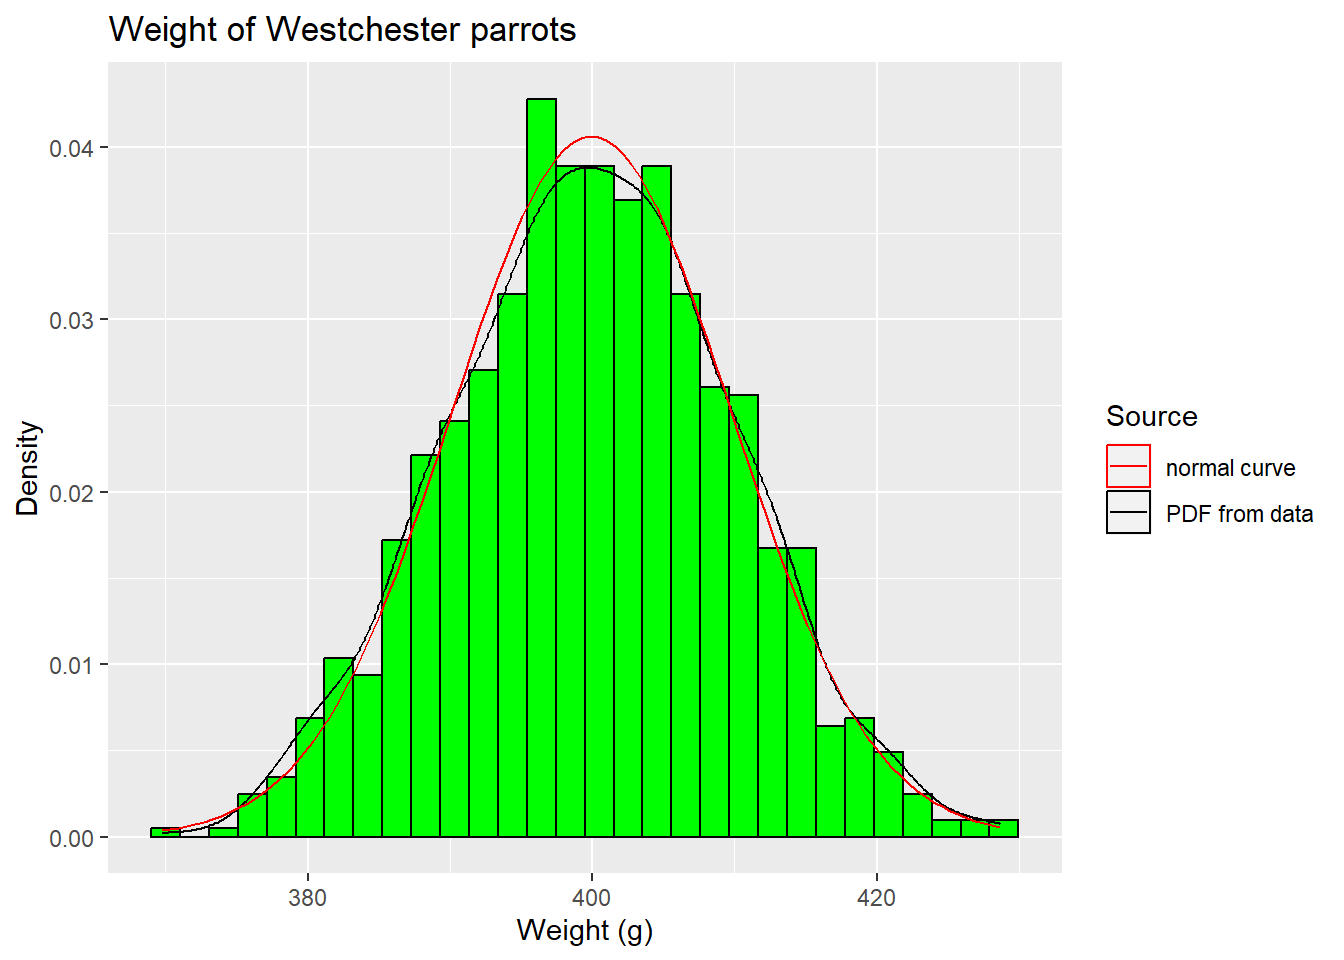 Weight of Westchester parrots
0.04
0.03
0.02
0.01
0.00
Density
380
400
420
Weight (g)
Source
normal curve
PDF from data